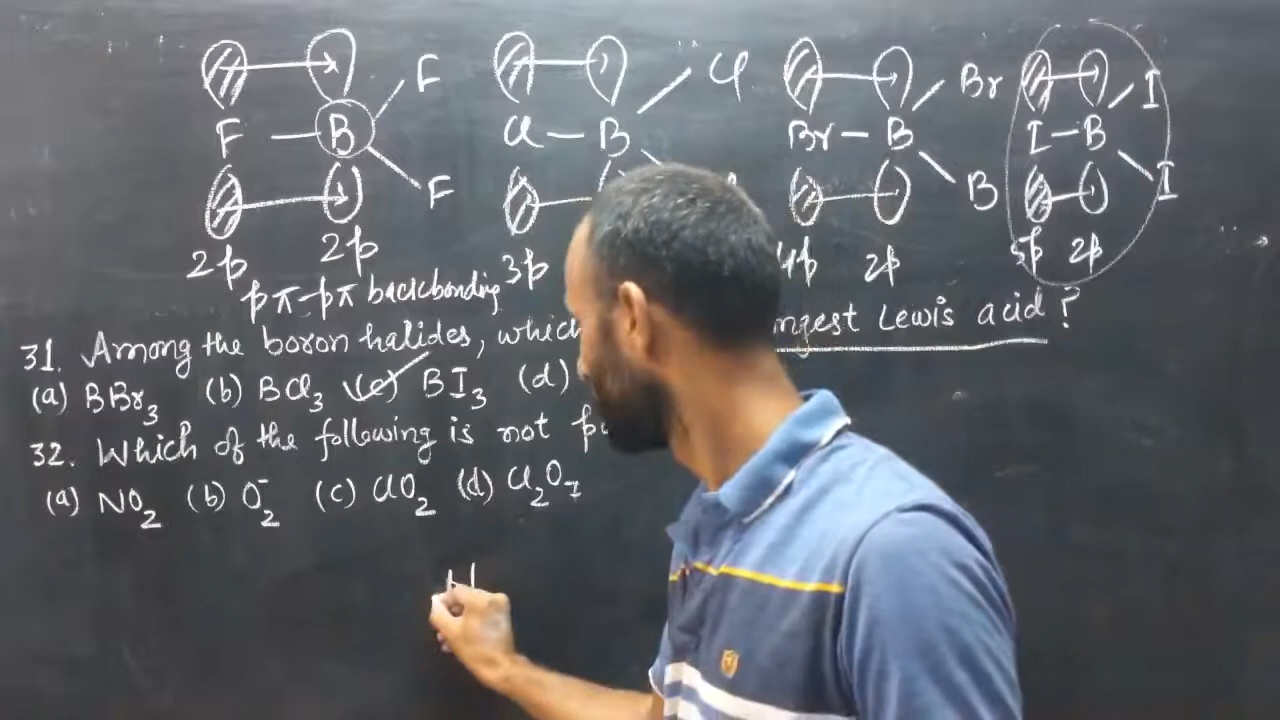 F Cl Br I
F — B Cl — B Br — B I — B
F B I
2p 2p 3p 4p 2p 5p 2p
pπ-pπ backbonding
31. Among the boron halides, which Lewis acid?
(a) BBr3 (b) BCl3 (c) BI3 (d)
32. Which of the following is not
(a) NO2 (b) O2- (c) ClO2 (d) Cl2O7
H